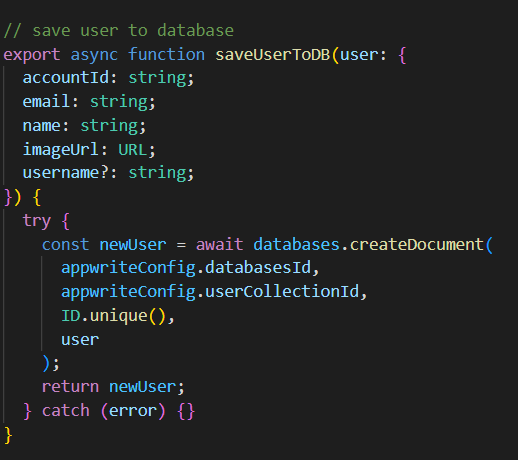 // save user to database
export async function saveUserToDB(user: {
  accountId: string;
  email: string;
  name: string;
  imageUrl: URL;
  username?: string;
}) {
  try {
    const newUser = await databases.createDocument(
      appwriteConfig.databasesId,
      appwriteConfig.userCollectionId,
      ID.unique(),
      user
    );
    return newUser;
  } catch (error) {}
}